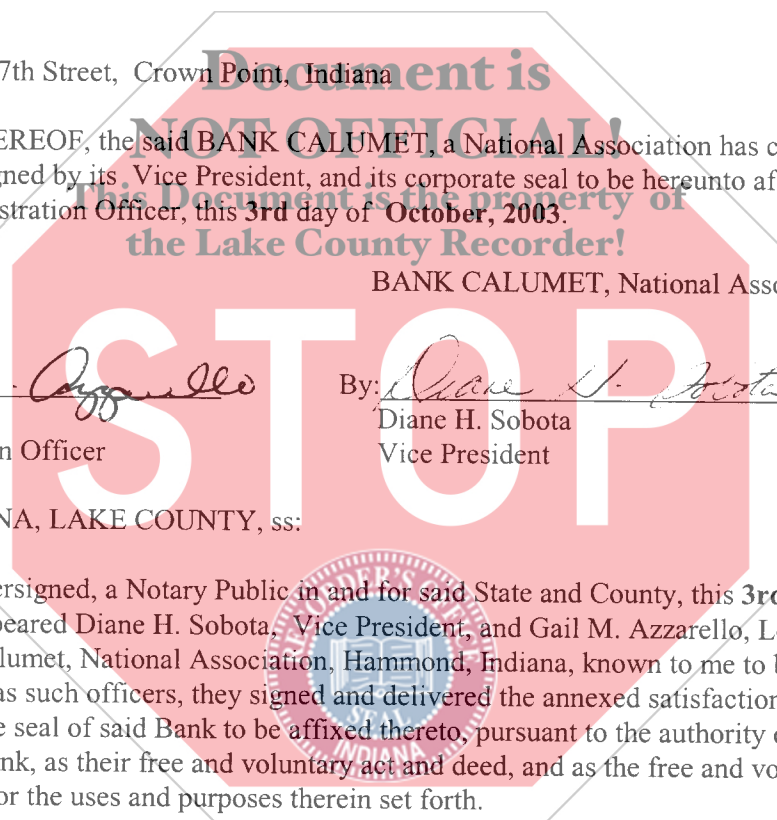 7th Street, Crown Point, Indiana
Document is
NOT OFFICIAL!
EREOF, the said BANK CALUMET, a National Association has c
gned by its Vice President, and its corporate seal to be hereunto af
This Document is the property of
stration Officer, this 3rd day of October, 2003.
the Lake County Recorder!
BANK CALUMET, National Asso
STOP
Azzarello
By: Diane H. Sobota
Diane H. Sobota
n Officer
Vice President
NA, LAKE COUNTY, ss:
ersigned, a Notary Public in and for said State and County, this 3rd
peared Diane H. Sobota, Vice President, and Gail M. Azzarello, L
lumet, National Association, Hammond, Indiana, known to me to b
as such officers, they signed and delivered the annexed satisfaction
e seal of said Bank to be affixed thereto, pursuant to the authority
nk, as their free and voluntary act and deed, and as the free and vo
or the uses and purposes therein set forth.
RECORDER'S OFFICE
SEAL
INDIANA